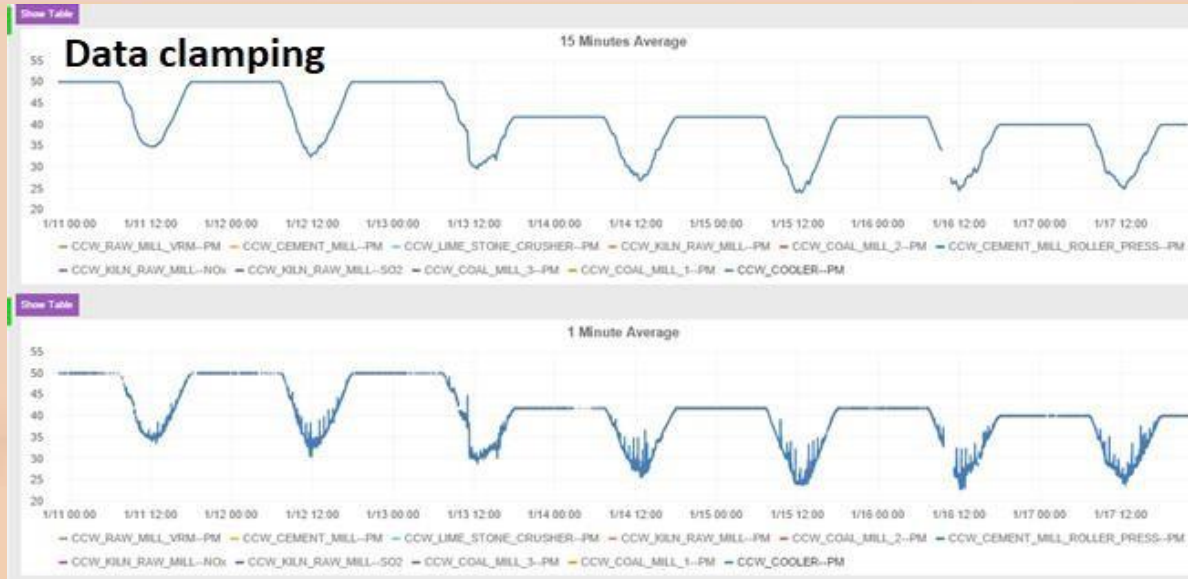 Show Table
Data clamping
15 Minutes Average
55
50
45
40
35
30
25
20
1/11 00:00 1/11 12:00 1/12 00:00 1/12 12:00 1/13 00:00 1/13 12:00 1/14 00:00 1/14 12:00 1/15 00:00 1/15 12:00 1/16 00:00 1/16 12:00 1/17 00:00 1/17 12:00
CCW_RAW_MILL_VRM--PM CCW_CEMENT_MILL--PM CCW_LIME_STONE_CRUSHER--PM CCW_KILN_RAW_MILL--PM CCW_COAL_MILL_2--PM CCW_CEMENT_MILL_ROLLER_PRESS--PM
CCW_KILN_RAW_MILL--NOx CCW_KILN_RAW_MILL--SO2 CCW_COAL_MILL_3--PM CCW_COAL_MILL_1--PM CCW_COOLER--PM
Show Table
1 Minute Average
55
50
45
40
35
30
25
20
1/11 00:00 1/11 12:00 1/12 00:00 1/12 12:00 1/13 00:00 1/13 12:00 1/14 00:00 1/14 12:00 1/15 00:00 1/15 12:00 1/16 00:00 1/16 12:00 1/17 00:00 1/17 12:00
CCW_RAW_MILL_VRM--PM CCW_CEMENT_MILL--PM CCW_LIME_STONE_CRUSHER--PM CCW_KILN_RAW_MILL--PM CCW_COAL_MILL_2--PM CCW_CEMENT_MILL_ROLLER_PRESS--PM
CCW_KILN_RAW_MILL--NOx CCW_KILN_RAW_MILL--SO2 CCW_COAL_MILL_3--PM CCW_COAL_MILL_1--PM CCW_COOLER--PM